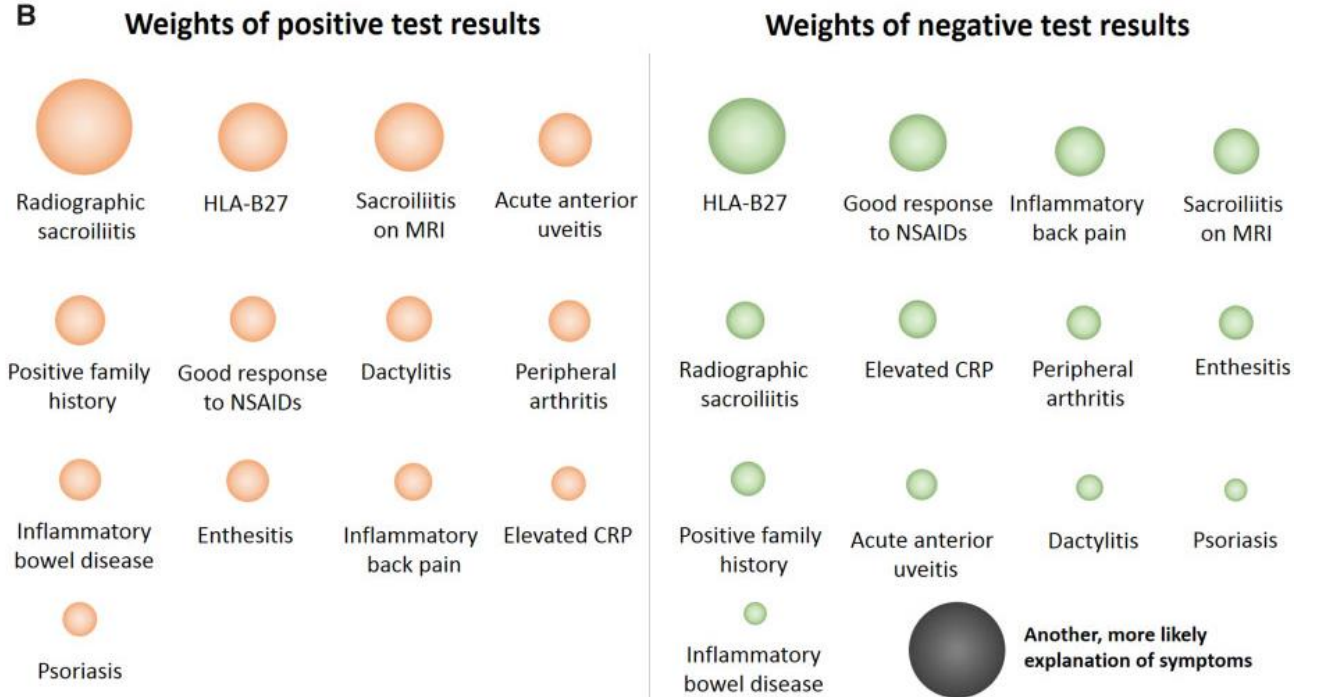 B
Weights of positive test results
Radiographic
sacroiliitis
HLA-B27
Sacroiliitis
on MRI
Acute anterior
uveitis
Positive family
history
Good response
to NSAIDs
Dactylitis
Peripheral
arthritis
Inflammatory
bowel disease
Enthesitis
Inflammatory
back pain
Elevated CRP
Psoriasis
Weights of negative test results
HLA-B27
Good response
to NSAIDs
Inflammatory
back pain
Sacroiliitis
on MRI
Radiographic
sacroiliitis
Elevated CRP
Peripheral
arthritis
Enthesitis
Positive family
history
Acute anterior
uveitis
Dactylitis
Psoriasis
Inflammatory
bowel disease
Another, more likely
explanation of symptoms